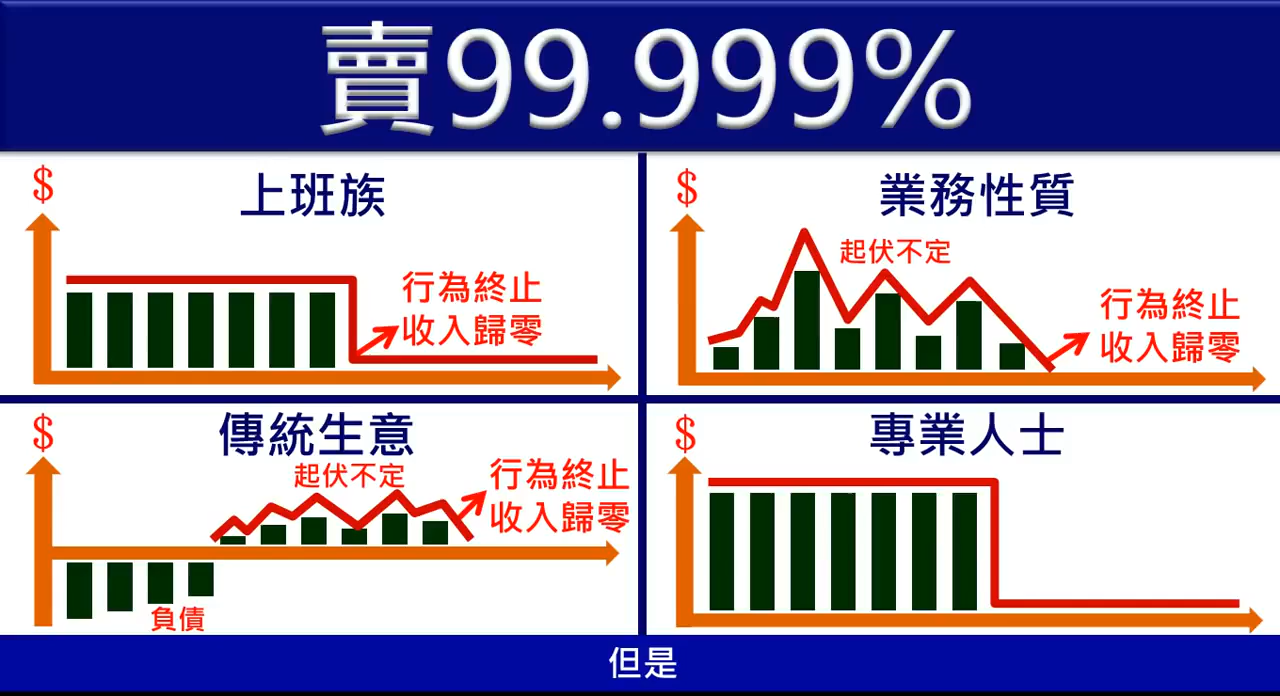 賣99.999%
$
上班族
行為終止
收入歸零
$
業務性質
起伏不定
行為終止
收入歸零
$
傳統生意
起伏不定
行為終止
收入歸零
負債
$
專業人士
但是